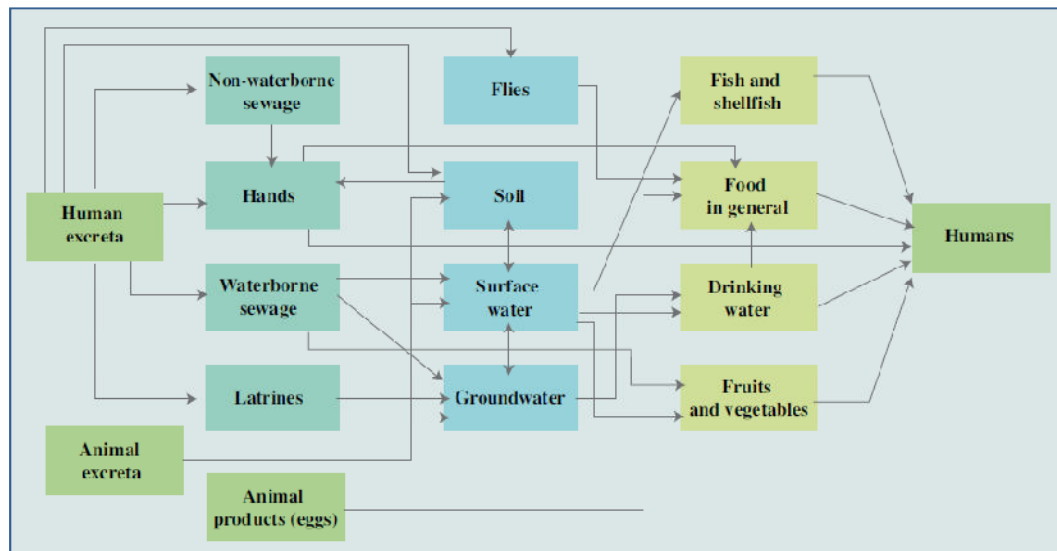 Non-waterborne
sewage
Flies
Fish and
shellfish
Human
excreta
Hands
Soil
Food
in general
Humans
Waterborne
sewage
Surface
water
Drinking
water
Latrines
Groundwater
Fruits
and vegetables
Animal
excreta
Animal
products (eggs)